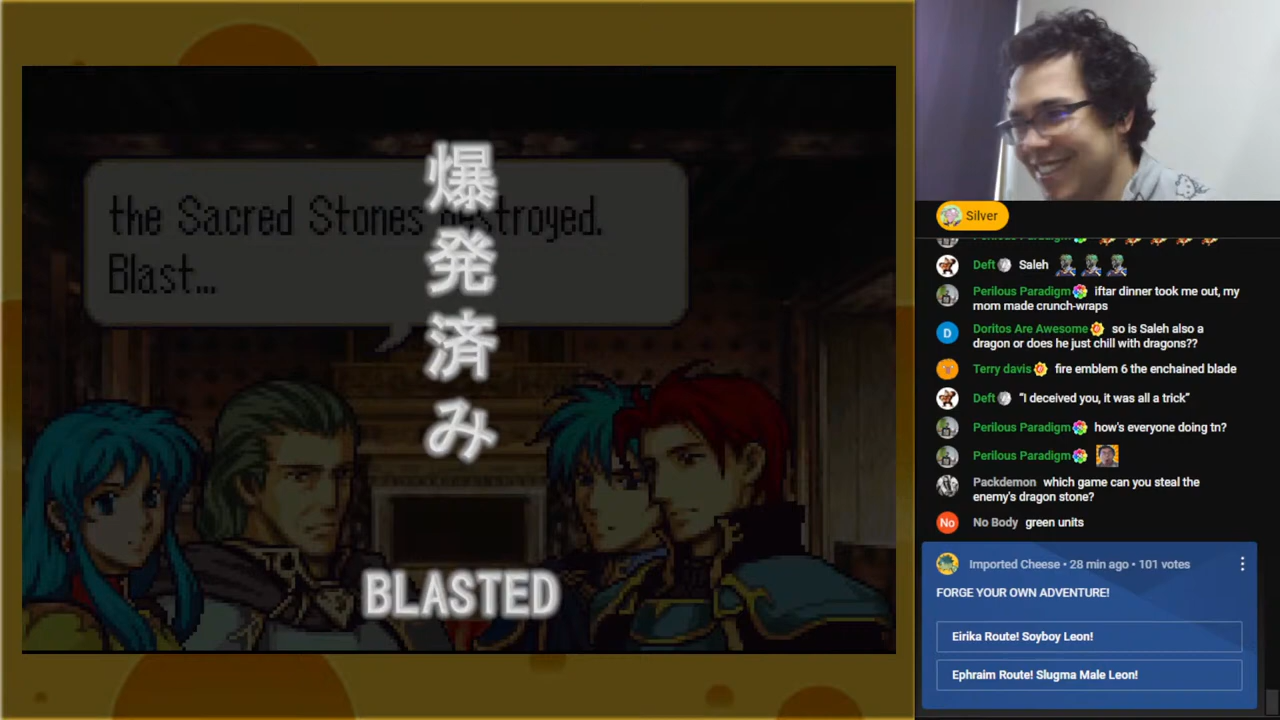 the Sacred Stones destroyed.
Blast...
爆発済み
BLASTED
Silver
Perilous Paradigm
Deft Saleh
Perilous Paradigm iftar dinner took me out, my
mom made crunch-wraps
D
Doritos Are Awesome so is Saleh also a
dragon or does he just chill with dragons??
Terry davis fire emblem 6 the enchained blade
Deft “I deceived you, it was all a trick”
Perilous Paradigm how's everyone doing tn?
Perilous Paradigm
Packdemon which game can you steal the
enemy's dragon stone?
No
No Body green units
Imported Cheese • 28 min ago • 101 votes
FORGE YOUR OWN ADVENTURE!
Eirika Route! Soyboy Leon!
Ephraim Route! Slugma Male Leon!